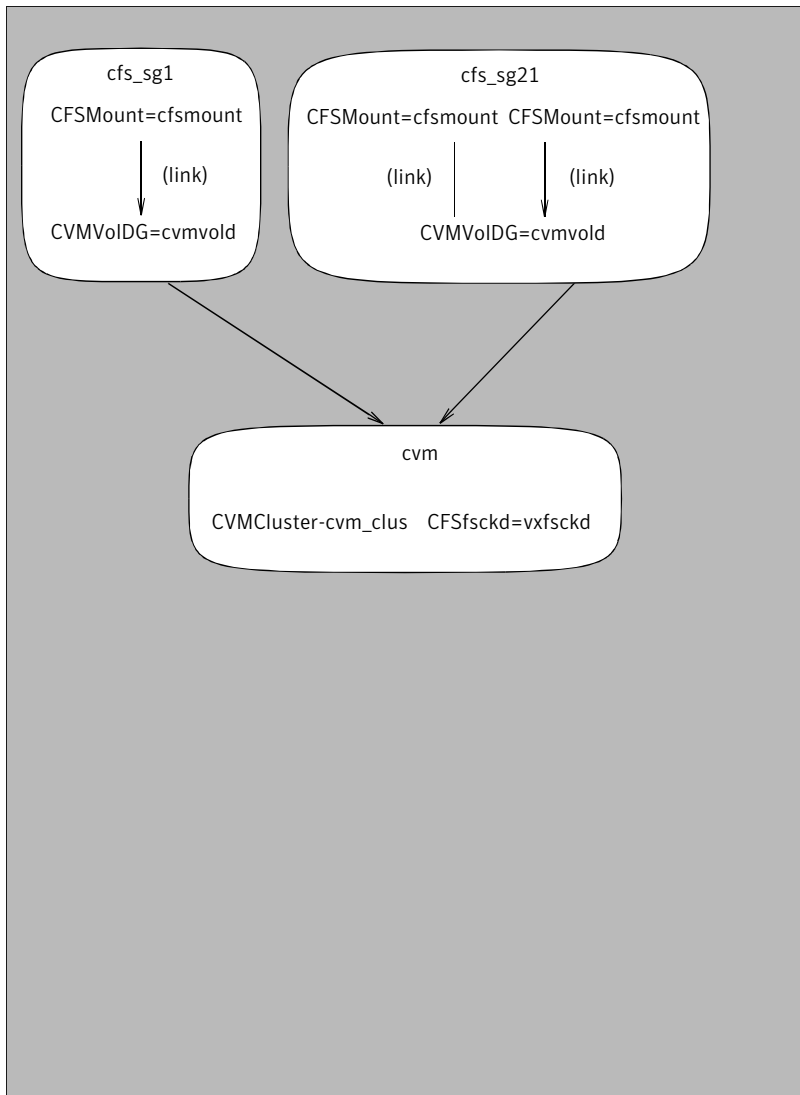 cfs_sg1
CFSMount=cfsmount
(link)
CVMVolDG=cvmvold
cfs_sg21
CFSMount=cfsmount CFSMount=cfsmount
(link) (link)
CVMVolDG=cvmvold
cvm
CVMCluster-cvm_clus CFSfsckd=vxfsckd